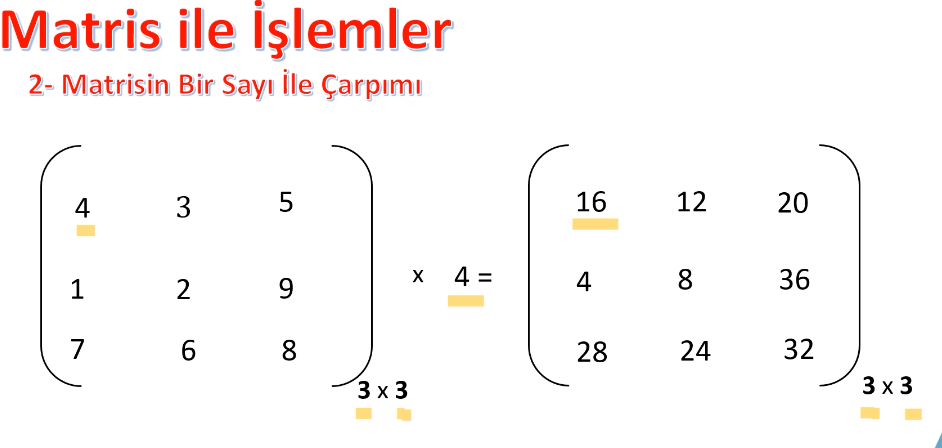 Matris ile İşlemler
2- Matrisin Bir Sayı İle Çarpımı
4 3 5 16 12 20
1 2 9 x 4 = 4 8 36
7 6 8 28 24 32
3 x 3 3 x 3